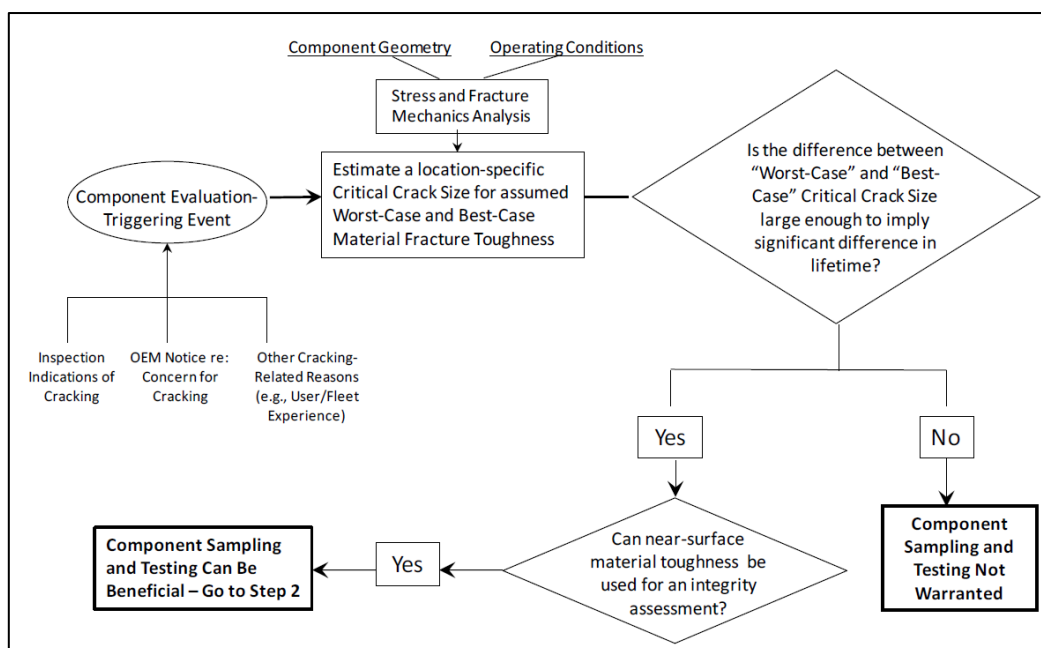 Component Geometry
Operating Conditions
Stress and Fracture
Mechanics Analysis
Component Evaluation-
Triggering Event
Estimate a location-specific
Critical Crack Size for assumed
Worst-Case and Best-Case
Material Fracture Toughness
Is the difference between
“Worst-Case” and “Best-
Case” Critical Crack Size
large enough to imply
significant difference in
lifetime?
Inspection
Indications of
Cracking
OEM Notice re:
Concern for
Cracking
Other Cracking-
Related Reasons
(e.g., User/Fleet
Experience)
Yes
No
Can near-surface
material toughness be
used for an integrity
assessment?
Yes
Component Sampling
and Testing Can Be
Beneficial – Go to Step 2
Component
Sampling and
Testing Not
Warranted